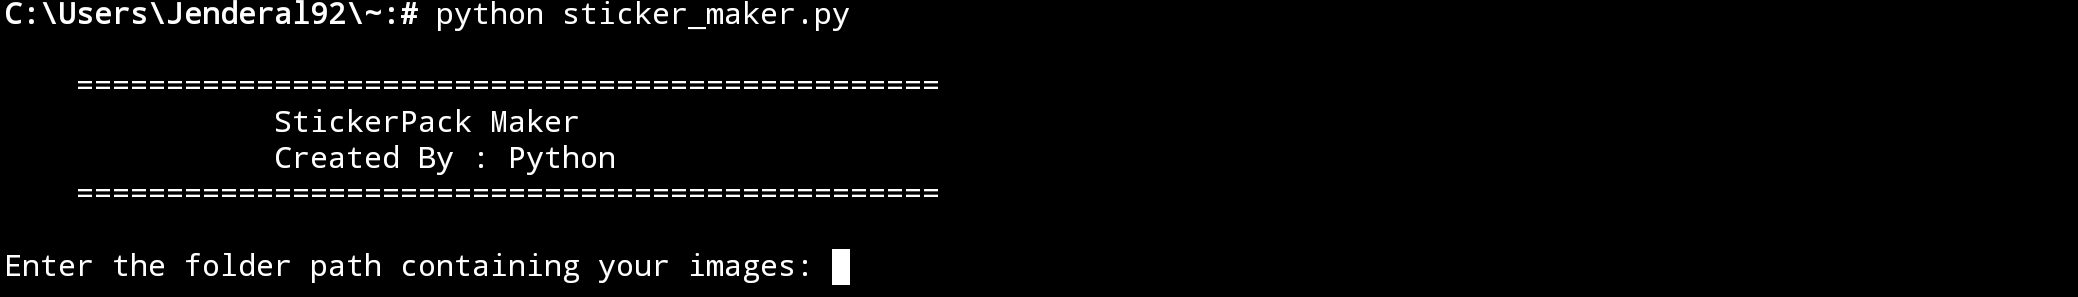 C:\Users\Jenderal92\~:# python sticker_maker.py
================================================
StickerPack Maker
Created By : Python
================================================
Enter the folder path containing your images: